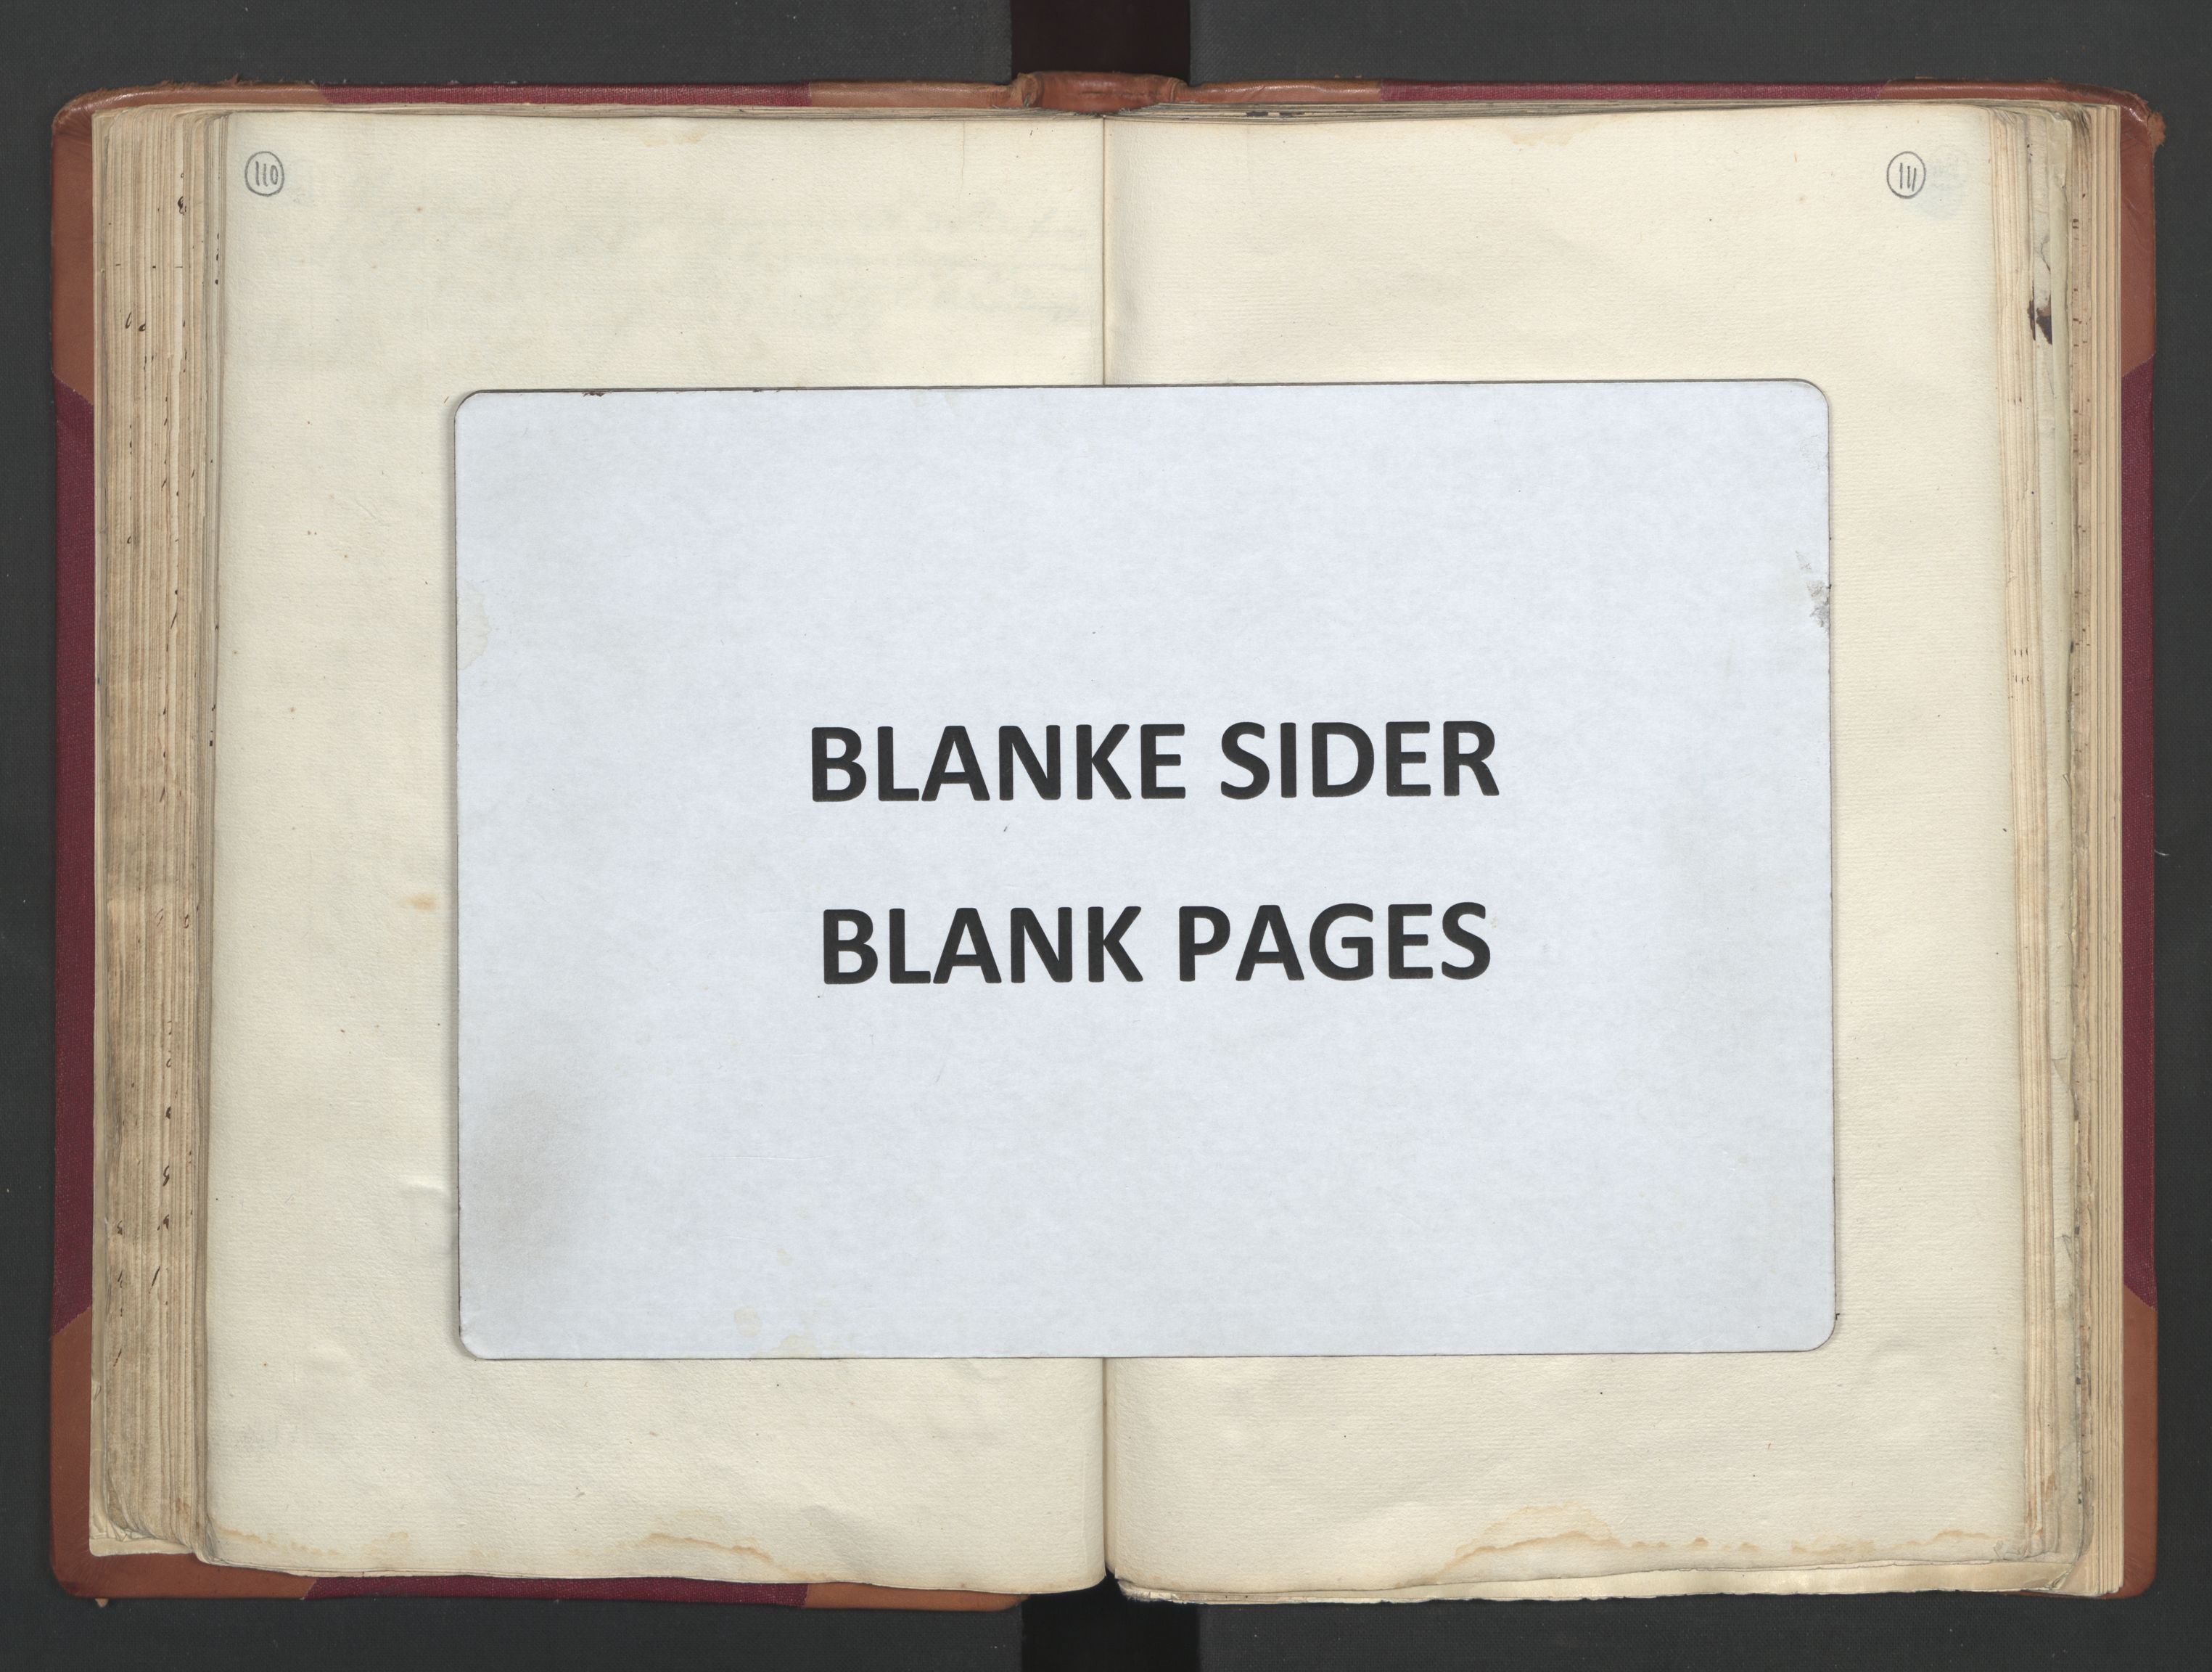 110
111
BLANKE SIDER
BLANK PAGES